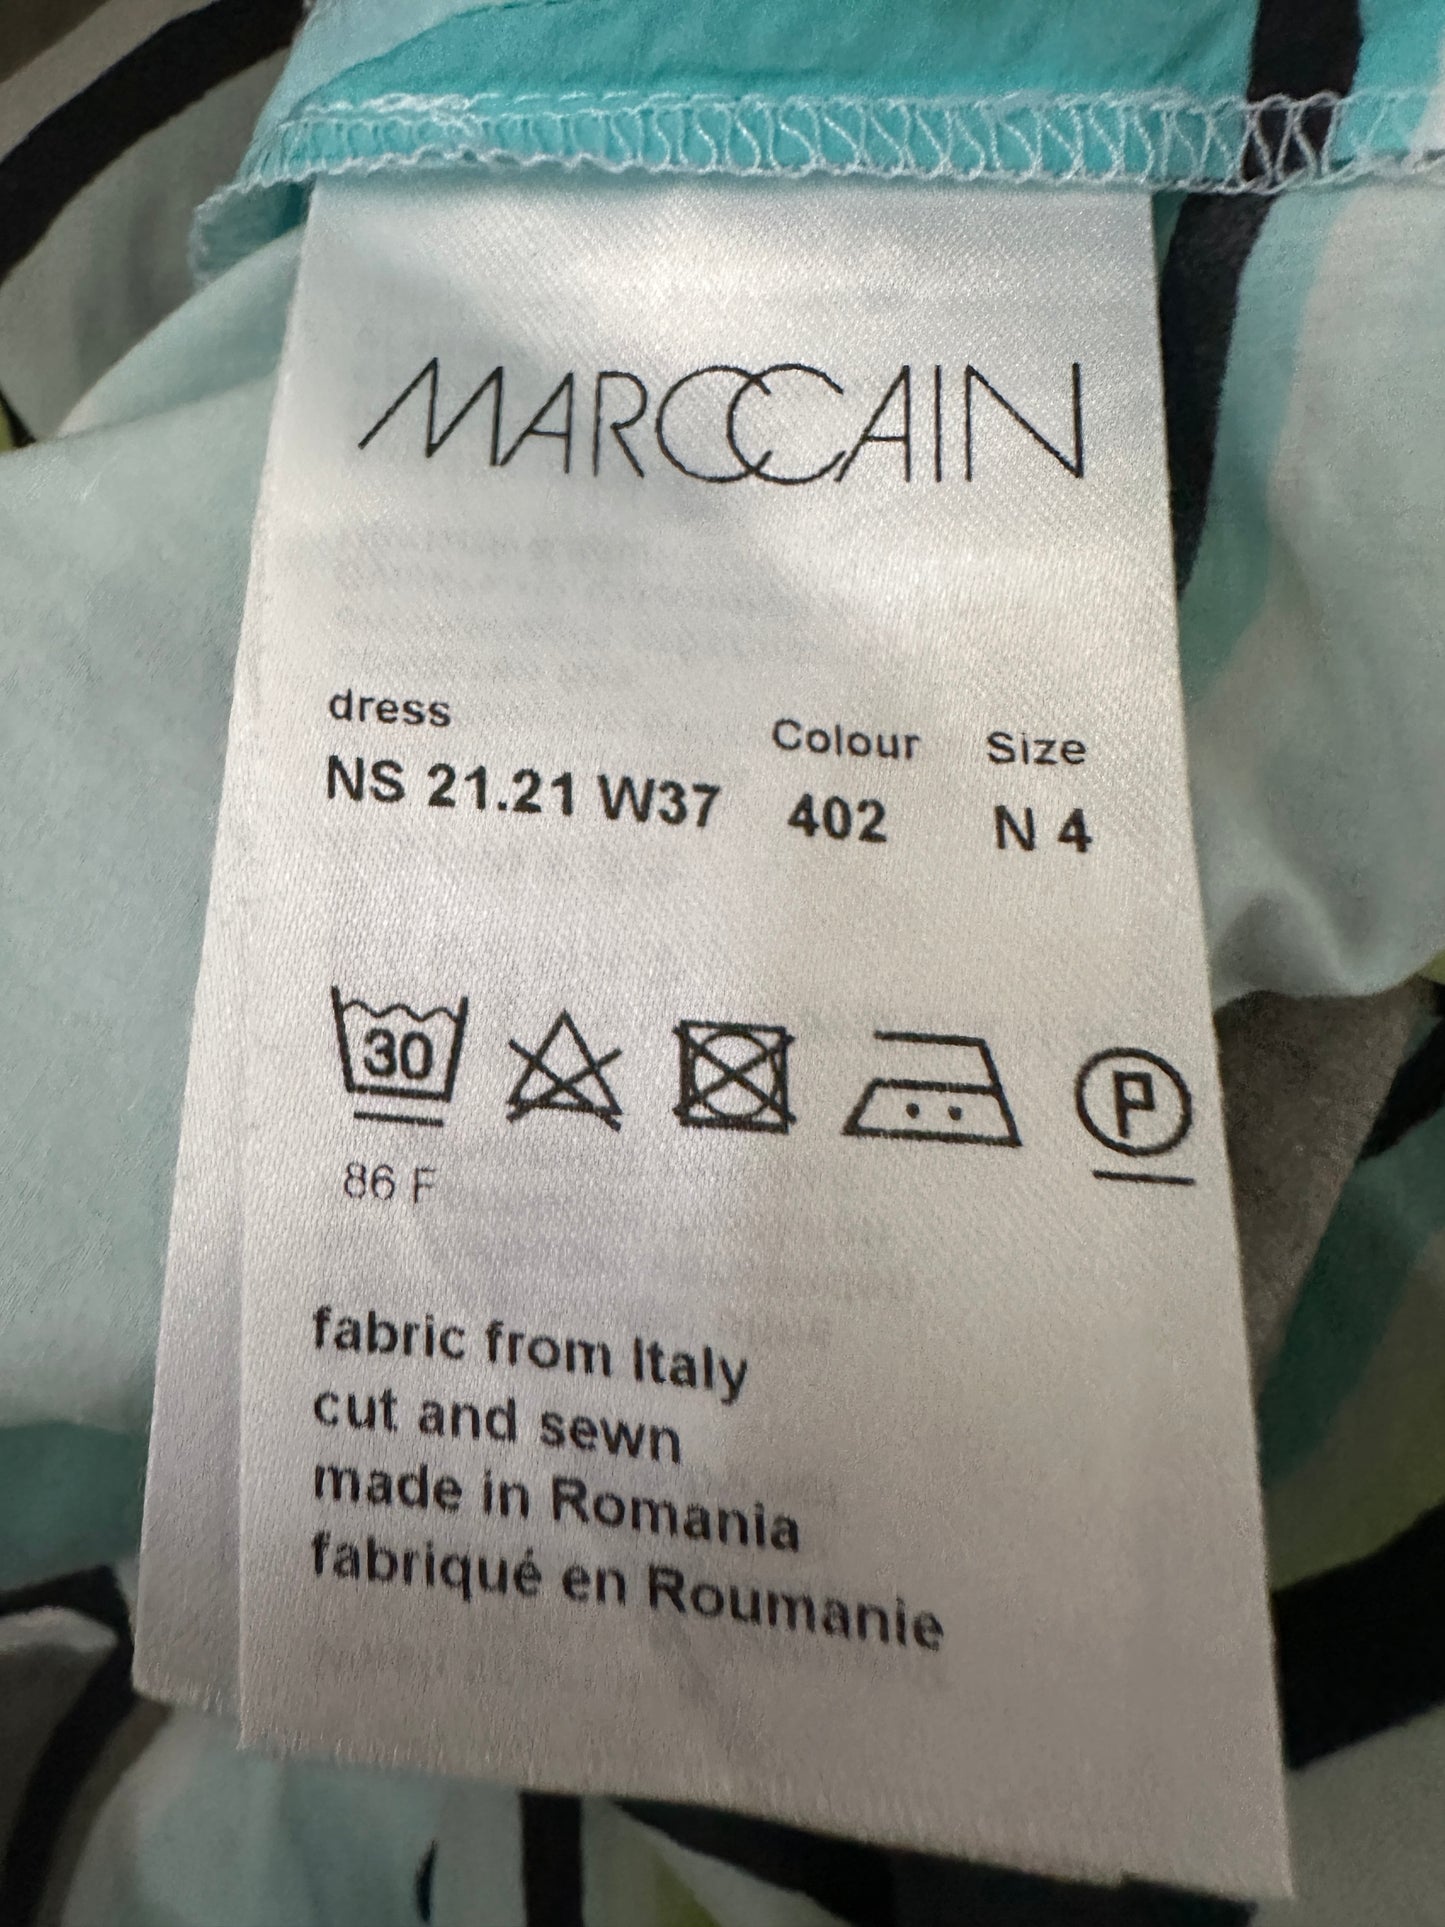 MARCCAIN
dress Colour Size
NS 21.21 W37 402 N 4
30
P
86 F
fabric from Italy
cut and sewn
made in Romania
fabriqué en Roumanie